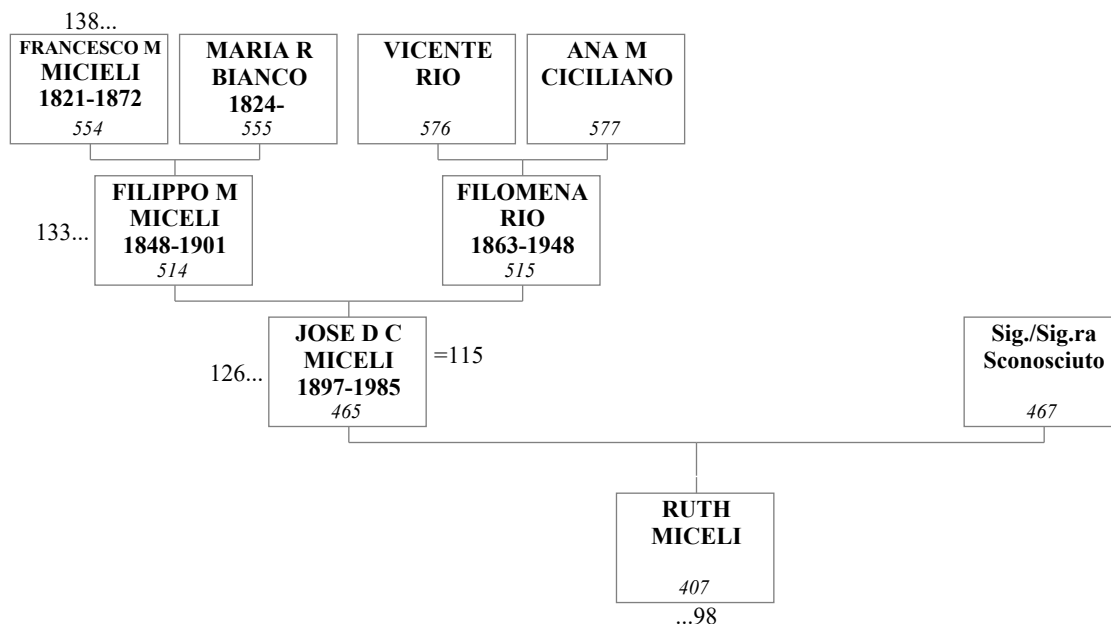 138...
FRANCESCO M
MICIELI
1821-1872
554
MARIA R
BIANCO
1824-
555
VICENTE
RIO
576
ANA M
CICILIANO
577
133...
FILIPPO M
MICELI
1848-1901
514
FILOMENA
RIO
1863-1948
515
126...
JOSE D C
MICELI
1897-1985
465
=115
Sig./Sig.ra
Sconosciuto
467
RUTH
MICELI
407
...98